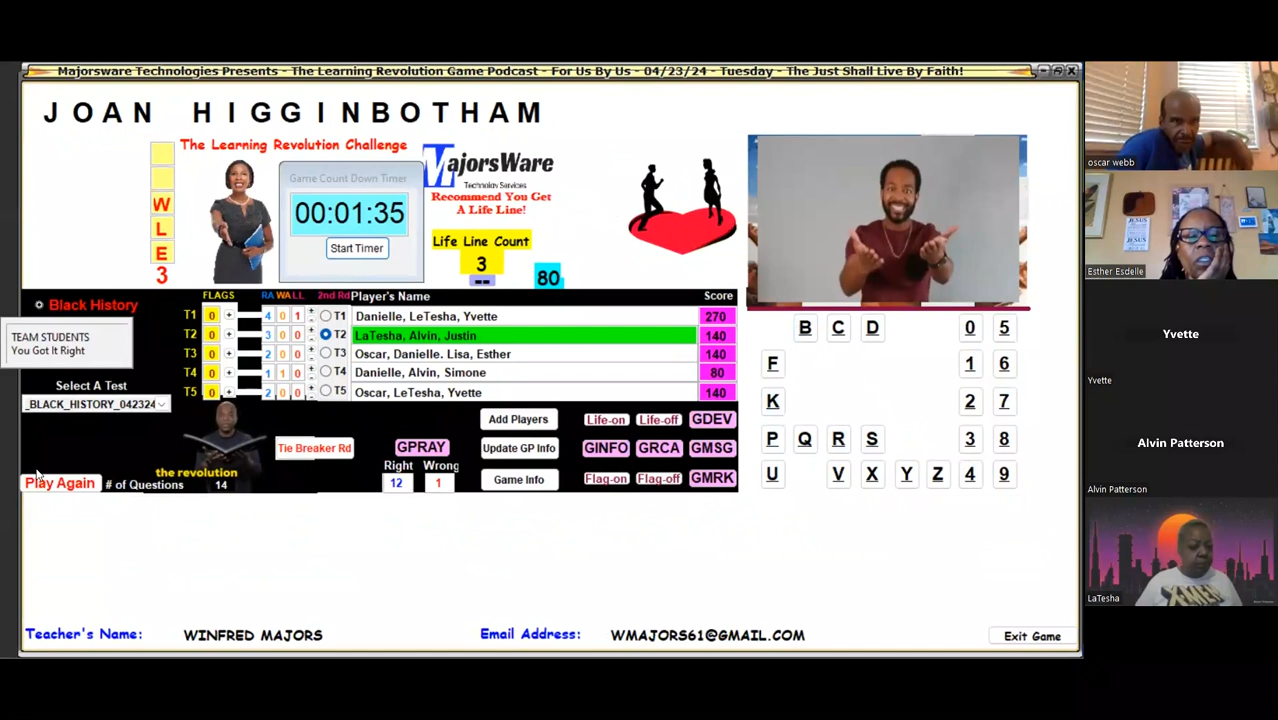 Majorsware Technologies Presents - The Learning Revolution Game Podcast - For Us By Us - 04/23/24 - Tuesday - The Just Shall Live By Faith!
JOAN HIGGINBOTHAM
The Learning Revolution Challenge
W
L
E
3
Game Count Down Timer
00:01:35
Start Timer
MajorsWare
Technology Services
Recommend You Get
A Life Line!
Life Line Count
3
--
80
Black History
TEAM STUDENTS
You Got It Right
Select A Test
_BLACK_HISTORY_042324
FLAGS RA WA LL 2nd Rd Player's Name Score
T1 0 + 4 0 1 T1 Danielle, LeTesha, Yvette 270
T2 0 + 3 0 0 T2 LaTesha, Alvin, Justin 140
T3 0 + 2 0 0 T3 Oscar, Danielle. Lisa, Esther 140
T4 0 + 1 1 0 T4 Danielle, Alvin, Simone 80
T5 0 + 2 0 0 T5 Oscar, LeTesha, Yvette 140
the revolution
Play Again # of Questions 14
Tie Breaker Rd
GPRAY
Right Wrong
12 1
Add Players Life-on Life-off GDEV
Update GP Info GINFO GRCA GMSG
Game Info Flag-on Flag-off GMRK
B C D 0 5
F 1 6
K 2 7
P Q R S 3 8
U V X Y Z 4 9
Teacher's Name: WINFRED MAJORS Email Address: WMAJORS61@GMAIL.COM Exit Game
oscar webb
JESUS
JESUS
Esther Esdelle
Yvette
Yvette
Alvin Patterson
Alvin Patterson
X-MEN
LaTesha